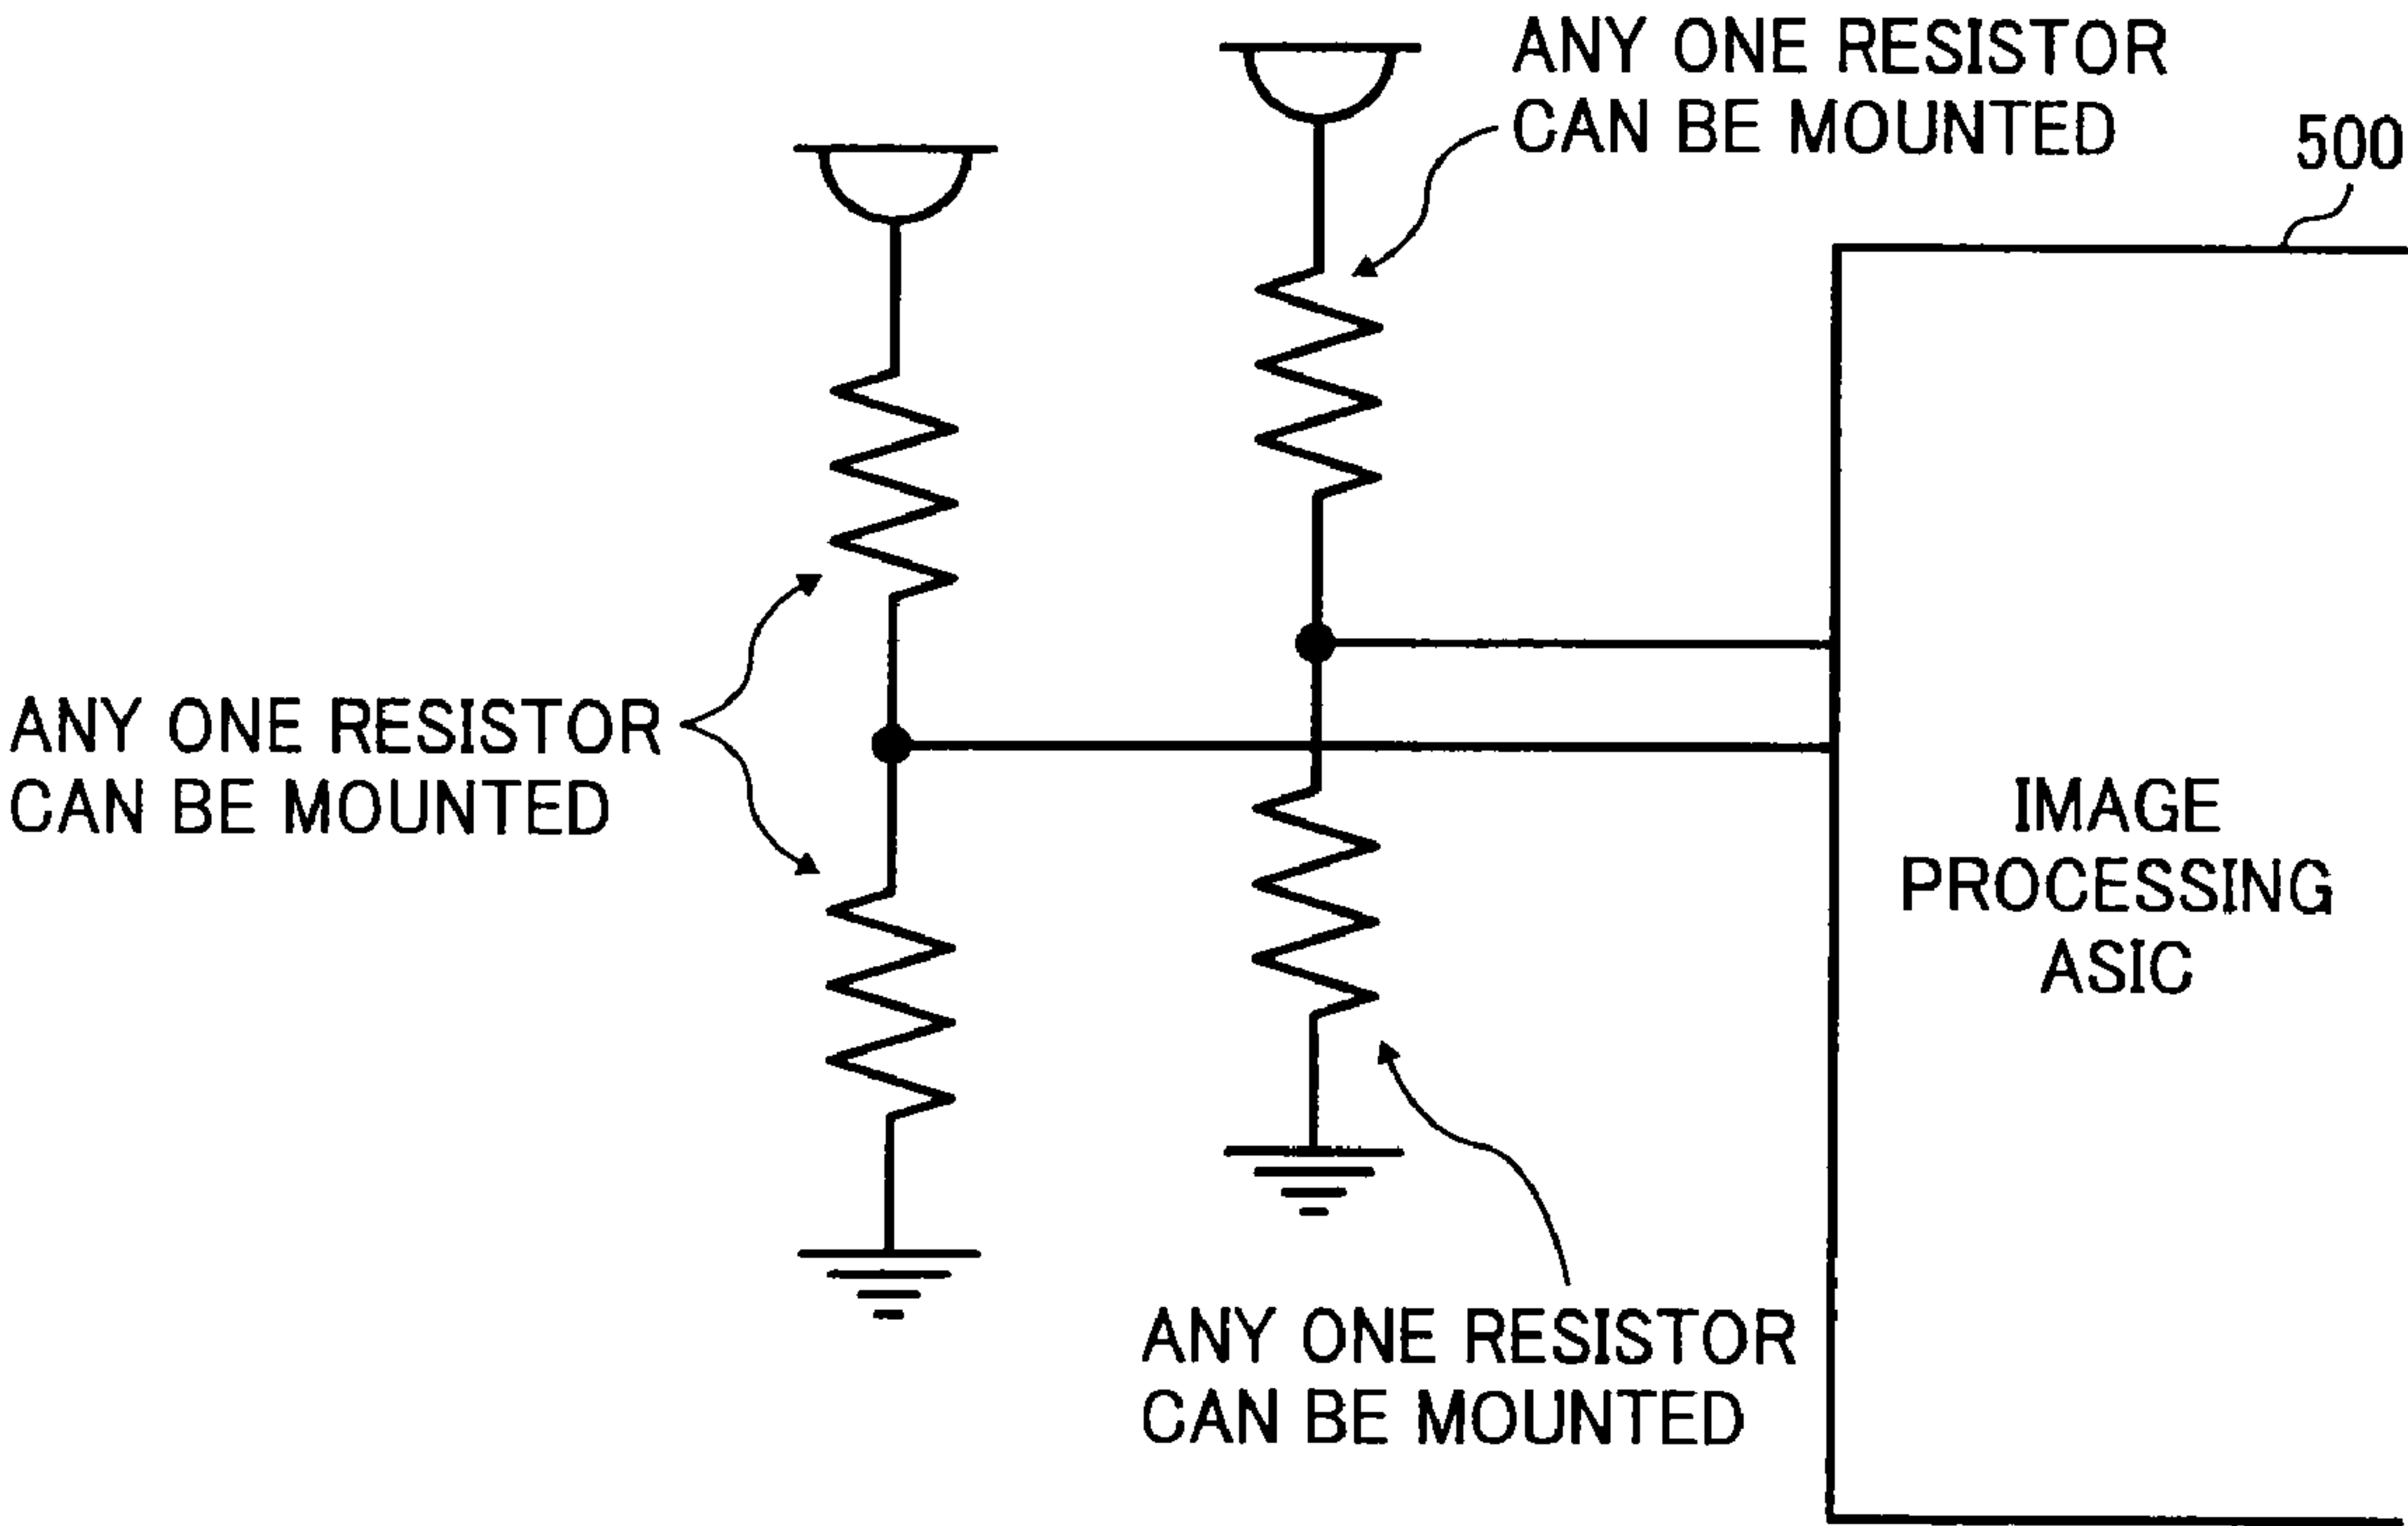 ANY ONE RESISTOR
CAN BE MOUNTED
500
ANY ONE RESISTOR
CAN BE MOUNTED
IMAGE
PROCESSING
ASIC
ANY ONE RESISTOR
CAN BE MOUNTED